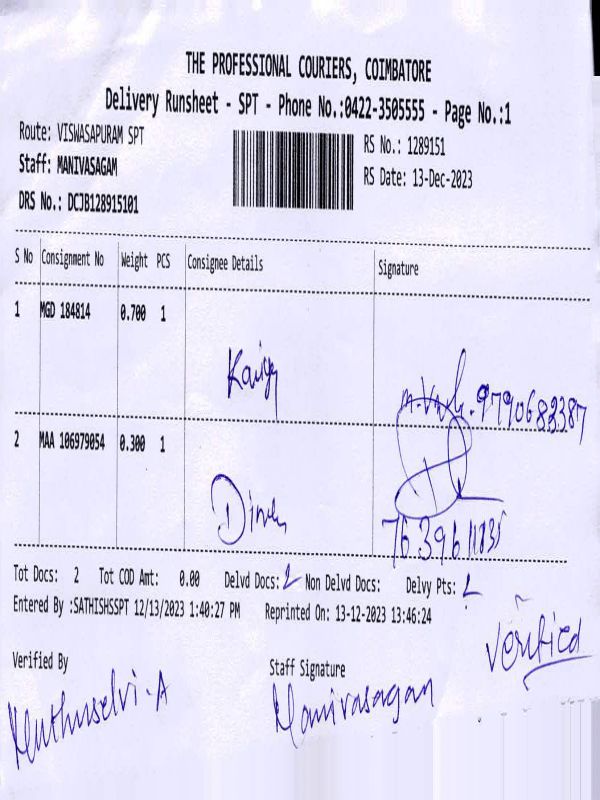 THE PROFESSIONAL COURIERS, COIMBATORE
Delivery Runsheet - SPT - Phone No.:0422-3505555 - Page No.:1
Route: VISWASAPURAM SPT
RS No.: 1289151
Staff: MANIVASAGAM
RS Date: 13-Dec-2023
DRS No.: DCJB128915101
S No Consignment No Weight PCS Consignee Details Signature
1 MGD 184814 0.700 1
9790683387
2 MAA 106979054 0.300 1
Tot Docs: 2 Tot COD Amt: 0.00 Delvd Docs: 2 Non Delvd Docs: Delvy Pts: 2
Entered By :SATHISHSSPT 12/13/2023 1:40:27 PM Reprinted On: 13-12-2023 13:46:24
Verified
Verified By Staff Signature
Muthuselvi.A Manivasagan